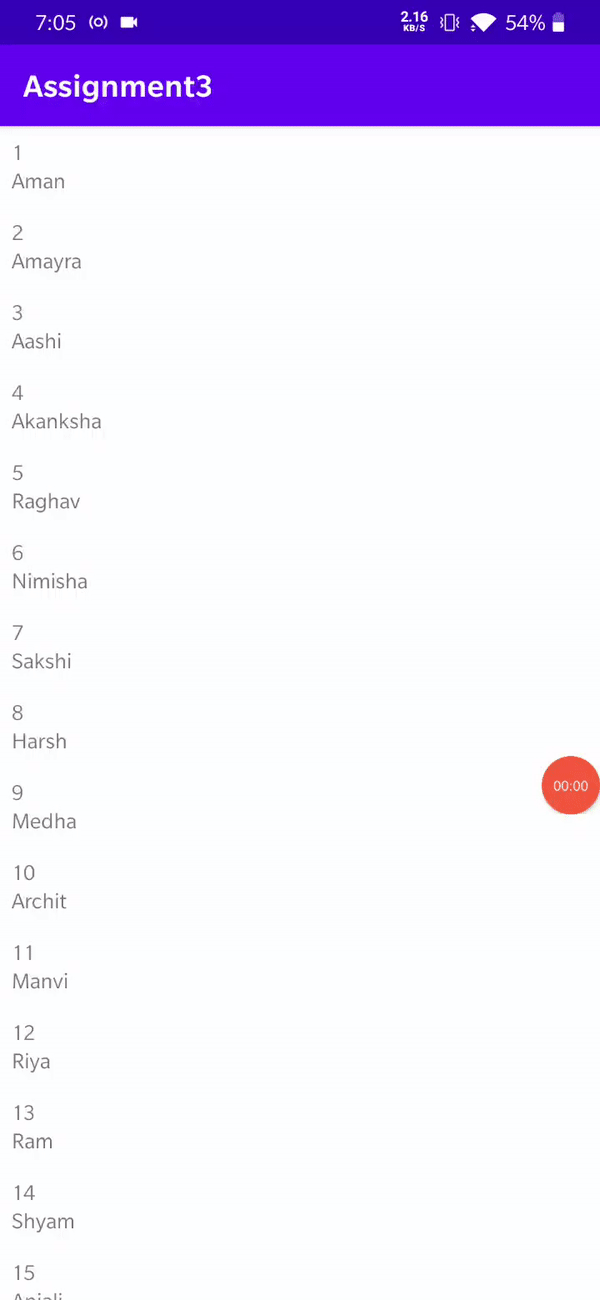 7:05 2.16 KB/S 54%
Assignment3
1
Aman
2
Amayra
3
Aashi
4
Akanksha
5
Raghav
6
Nimisha
7
Sakshi
8
Harsh
00:00
9
Medha
10
Archit
11
Manvi
12
Riya
13
Ram
14
Shyam
15